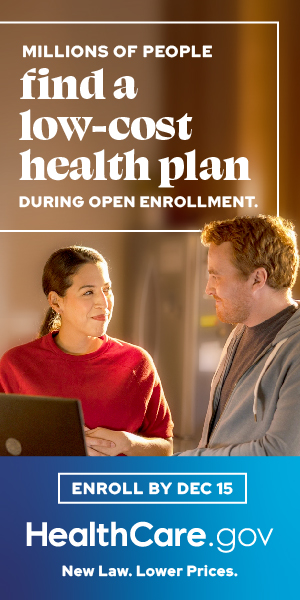 MILLIONS OF PEOPLE
find a
low-cost
health plan
DURING OPEN ENROLLMENT.
ENROLL BY DEC 15
HealthCare.gov
New Law. Lower Prices.